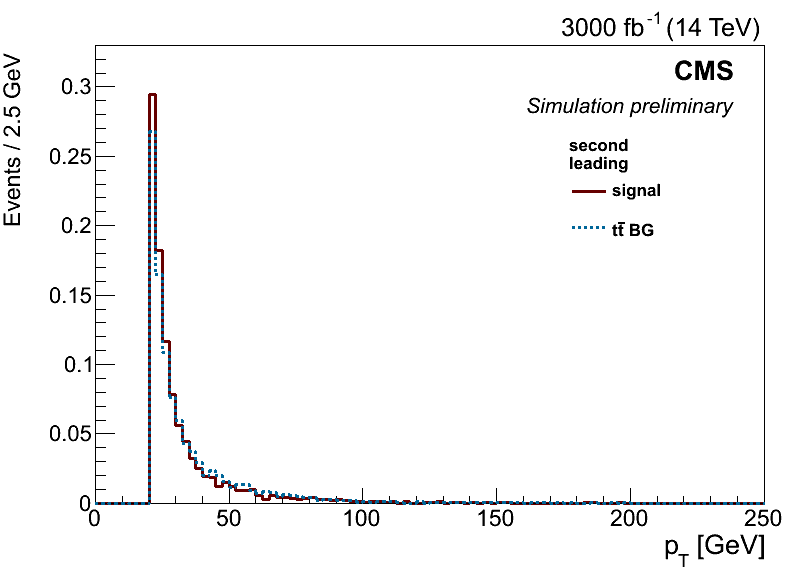 3000 fb⁻¹ (14 TeV)
CMS
Simulation preliminary
second
leading
signal
tt̄ BG
Events / 2.5 GeV
0.3
0.25
0.2
0.15
0.1
0.05
0
0 50 100 150 200 250
p_T [GeV]